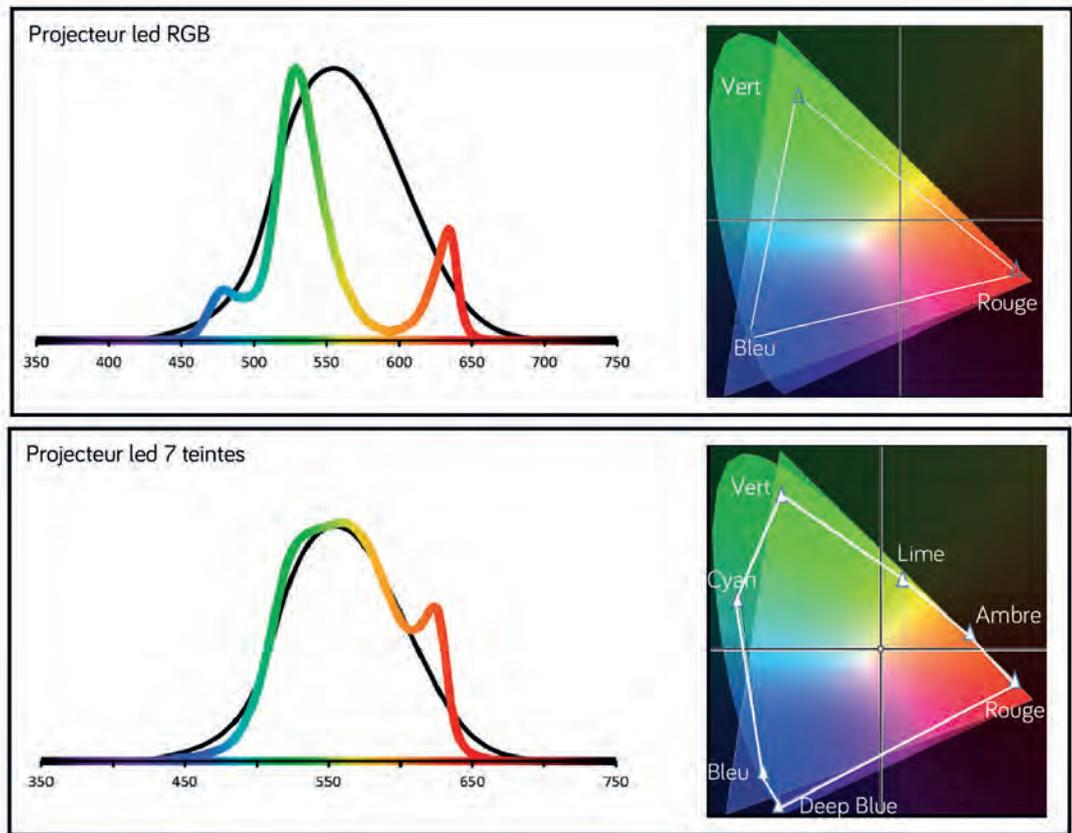 Projecteur led RGB
350 400 450 500 550 600 650 700 750
Vert
Rouge
Bleu
Projecteur led 7 teintes
350 450 550 650 750
Vert
Lime
Cyan
Ambre
Rouge
Bleu
Deep Blue